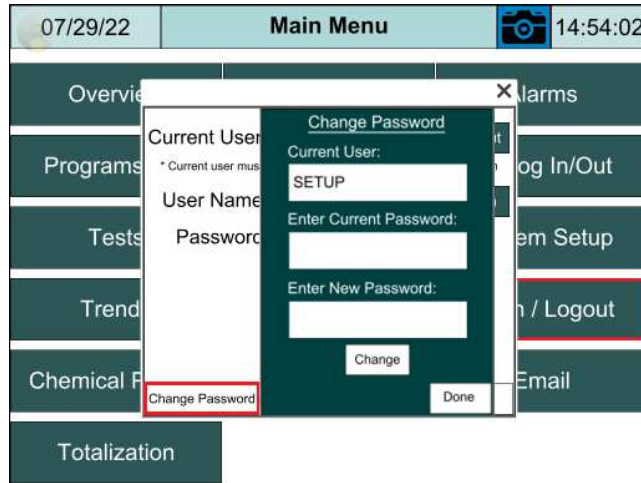 07/29/22 Main Menu 14:54:02
Overvie
Alarms
Change Password
Current User
Current User:
* Current user mus
Programs
og In/Out
SETUP
User Name
Enter Current Password:
Tests
Password
em Setup
Enter New Password:
Trend
n / Logout
Change
Chemical F
Email
Change Password
Done
Totalization